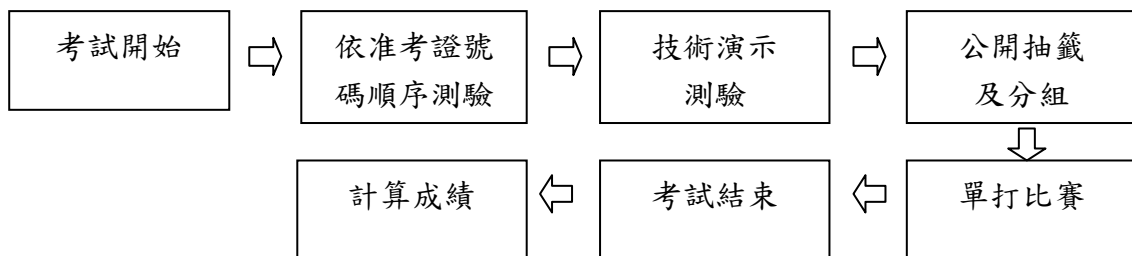 考試開始
依准考證號
碼順序測驗
技術演示
測驗
公開抽籤
及分組
單打比賽
考試結束
計算成績